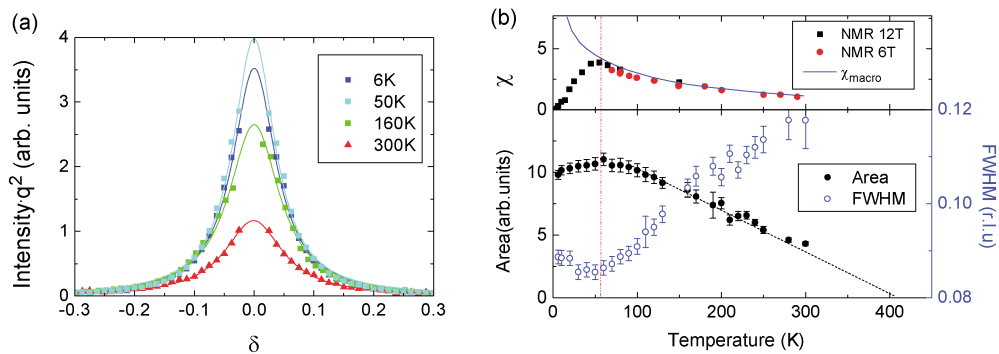 (a)
Intensity·q² (arb. units)
4
3
2
1
0
6K
50K
160K
300K
-0.3 -0.2 -0.1 0.0 0.1 0.2 0.3
δ
(b)
χ
5
0
NMR 12T
NMR 6T
χmacro
Area(arb.units)
15
10
5
0
Area
FWHM
0.12
0.10
0.08
FWHM (r.l.u)
0 100 200 300 400
Temperature (K)